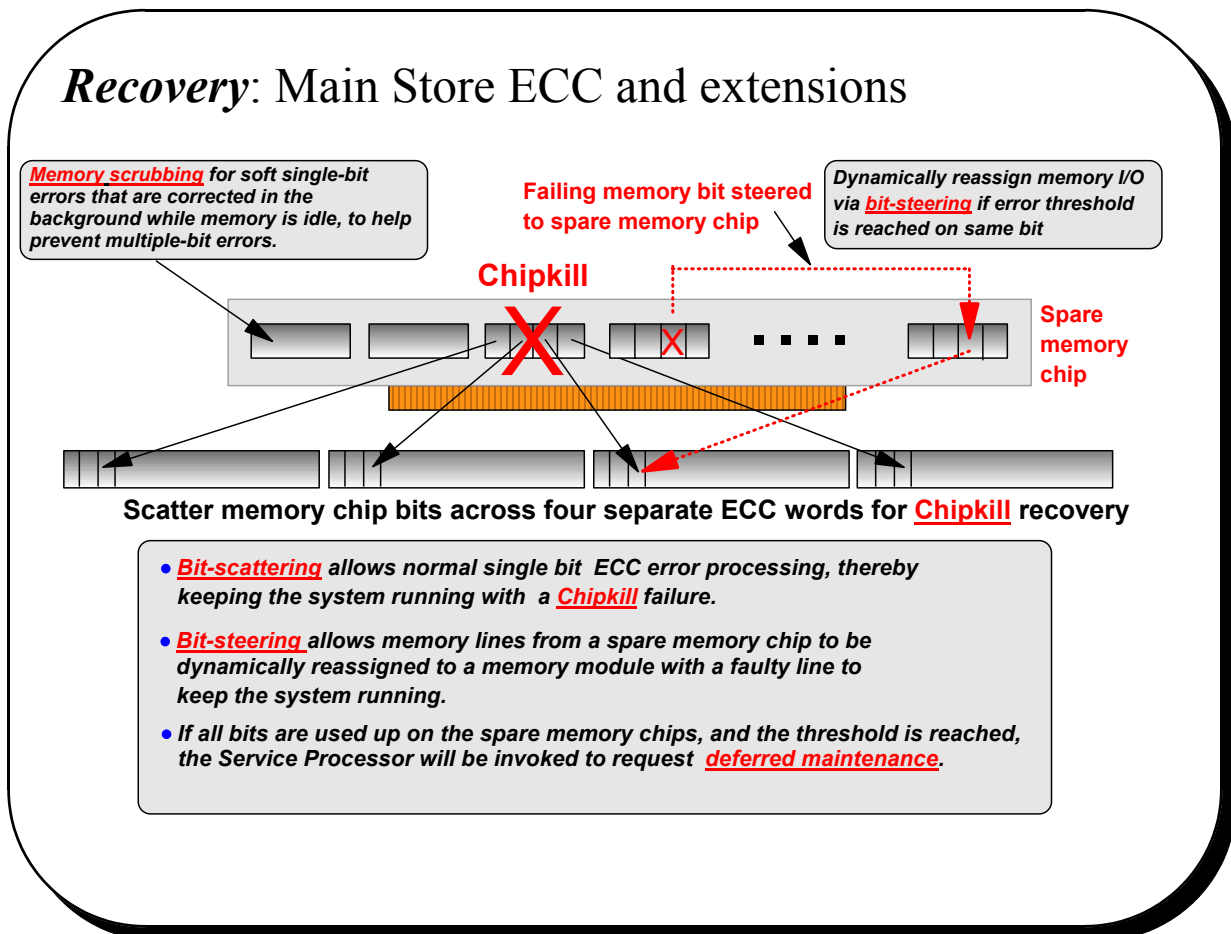 Recovery: Main Store ECC and extensions
Memory scrubbing for soft single-bit
errors that are corrected in the
background while memory is idle, to help
prevent multiple-bit errors.
Failing memory bit steered
to spare memory chip
Dynamically reassign memory I/O
via bit-steering if error threshold
is reached on same bit
Chipkill
X
X
Spare
memory
chip
Scatter memory chip bits across four separate ECC words for Chipkill recovery
• Bit-scattering allows normal single bit ECC error processing, thereby
keeping the system running with a Chipkill failure.
• Bit-steering allows memory lines from a spare memory chip to be
dynamically reassigned to a memory module with a faulty line to
keep the system running.
• If all bits are used up on the spare memory chips, and the threshold is reached,
the Service Processor will be invoked to request deferred maintenance.